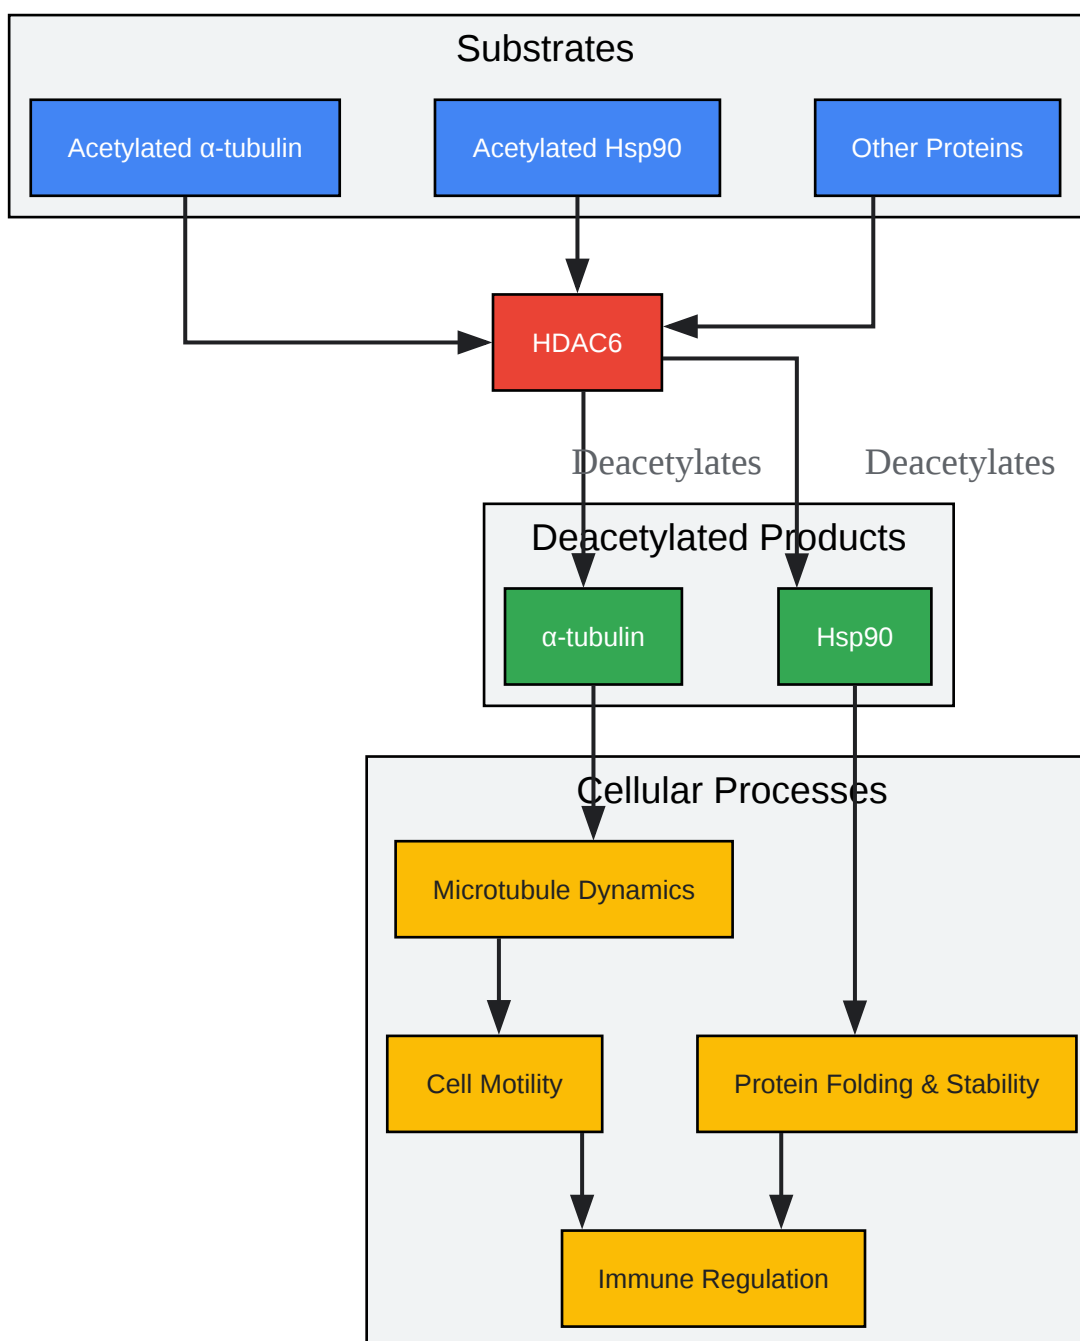 Substrates
Acetylated α-tubulin
Acetylated Hsp90
Other Proteins
HDAC6
Deacetylates
Deacetylates
Deacetylated Products
α-tubulin
Hsp90
Cellular Processes
Microtubule Dynamics
Cell Motility
Protein Folding & Stability
Immune Regulation